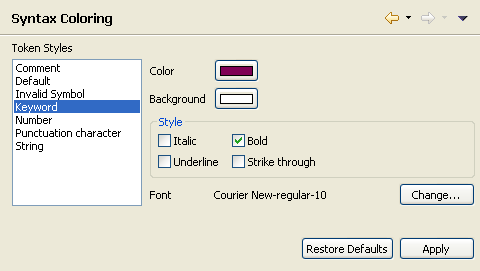 Syntax Coloring
Token Styles
Comment
Default
Invalid Symbol
Keyword
Number
Punctuation character
String
Color
Background
Style
Italic
Bold
Underline
Strike through
Font
Courier New-regular-10
Change...
Restore Defaults
Apply